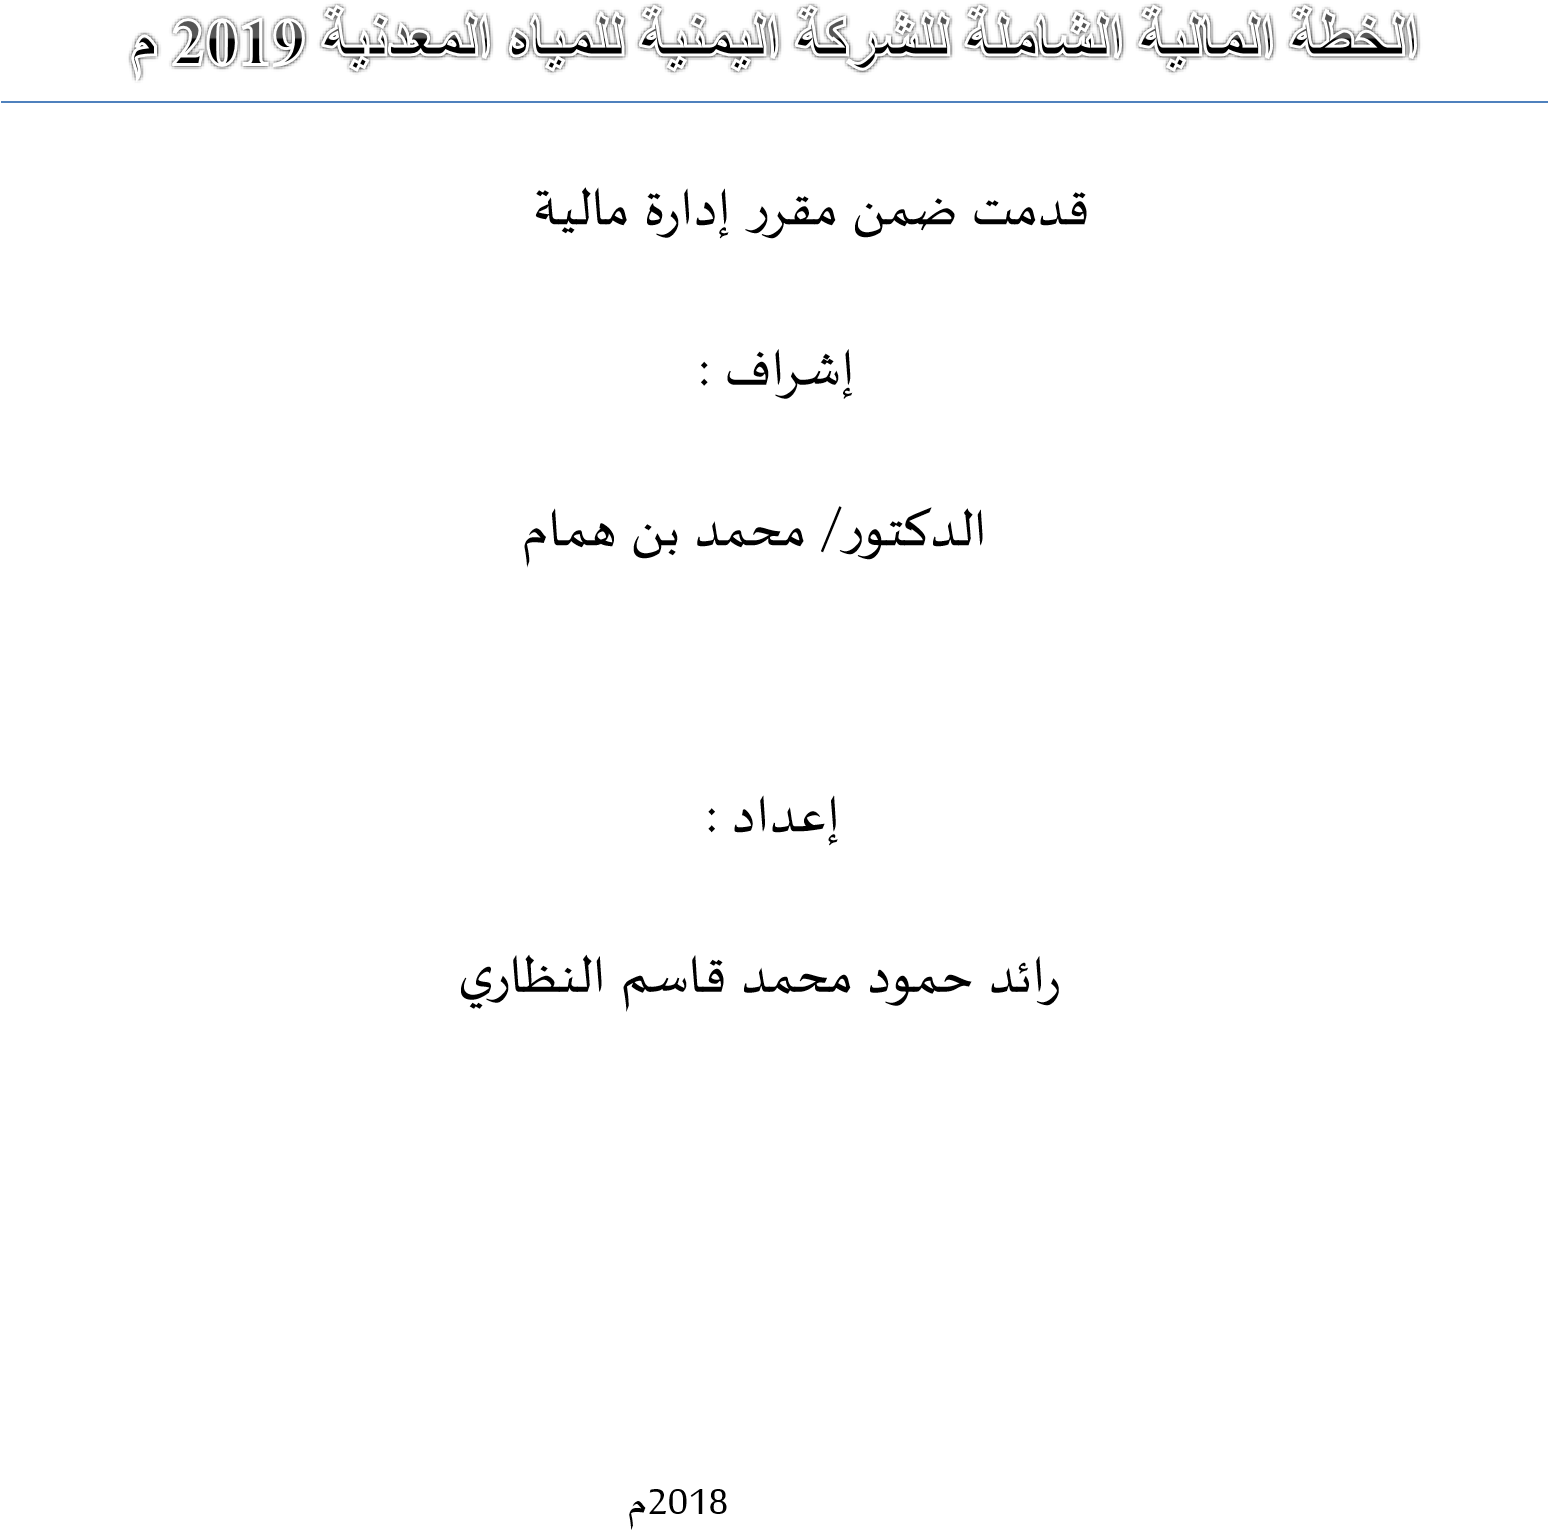 الخطة المالية الشاملة للشركة اليمنية للمياه المعدنية 2019 م
قدمت ضمن مقرر إدارة مالية
إشراف :
الدكتور/ محمد بن همام
إعداد :
رائد حمود محمد قاسم النظاري
2018م